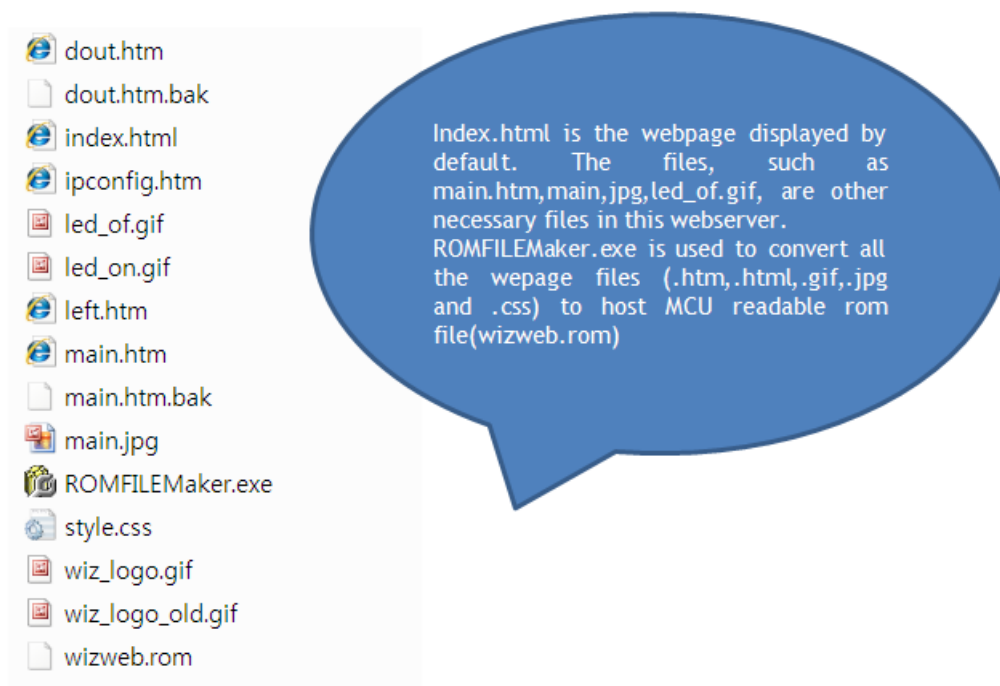 dout.htm
dout.htm.bak
index.html
ipconfig.htm
led_of.gif
led_on.gif
left.htm
main.htm
main.htm.bak
main.jpg
ROMFILEMaker.exe
style.css
wiz_logo.gif
wiz_logo_old.gif
wizweb.rom
Index.html is the webpage displayed by
default. The files, such as
main.htm,main,jpg,led_of.gif, are other
necessary files in this webserver.
ROMFILEMaker.exe is used to convert all
the wepage files (.htm,.html,.gif,.jpg
and .css) to host MCU readable rom
file(wizweb.rom)